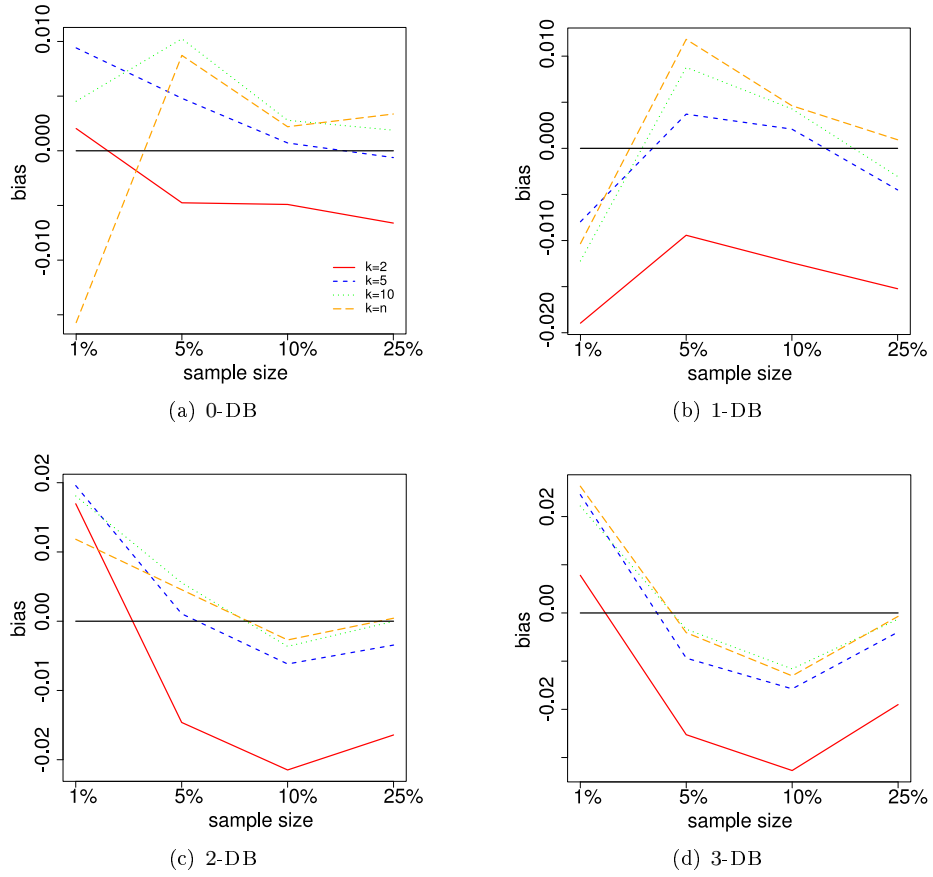 0.010
0.000
-0.010
bias
k=2
k=5
k=10
k=n
1%
5%
10%
25%
sample size
(a) 0-DB
0.010
0.000
-0.010
-0.020
bias
1%
5%
10%
25%
sample size
(b) 1-DB
0.02
0.01
0.00
-0.01
-0.02
bias
1%
5%
10%
25%
sample size
(c) 2-DB
0.02
0.00
-0.02
bias
1%
5%
10%
25%
sample size
(d) 3-DB